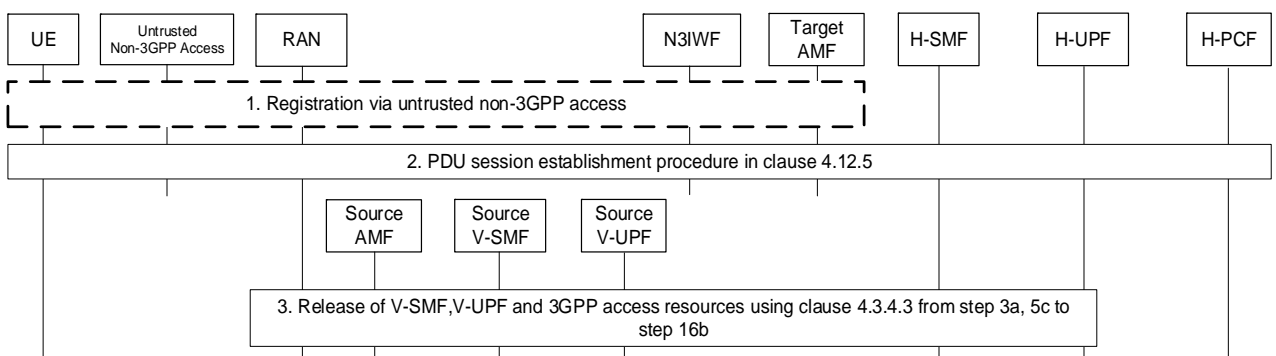 UE
Untrusted
Non-3GPP Access
RAN
N3IWF
Target
AMF
H-SMF
H-UPF
H-PCF
1. Registration via untrusted non-3GPP access
2. PDU session establishment procedure in clause 4.12.5
Source
AMF
Source
V-SMF
Source
V-UPF
3. Release of V-SMF,V-UPF and 3GPP access resources using clause 4.3.4.3 from step 3a, 5c to
step 16b